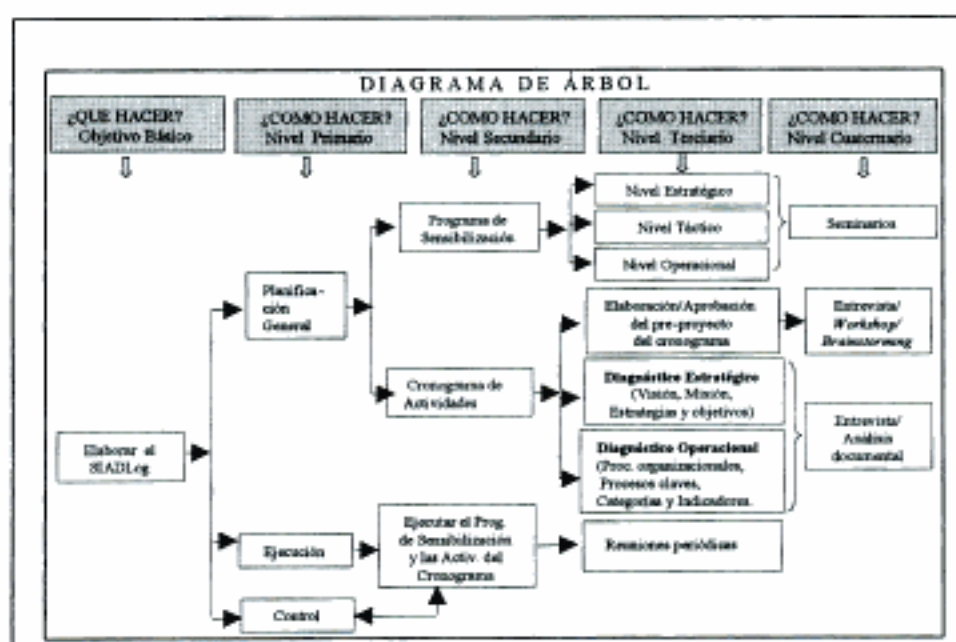 DIAGRAMA DE ÁRBOL
¿QUE HACER?
Objetivo Básico
¿COMO HACER?
Nivel Primario
¿COMO HACER?
Nivel Secundario
¿COMO HACER?
Nivel Terciario
¿COMO HACER?
Nivel Cuaternario
Elaborar el
SIADLog
Planifica-
ción
General
Programa de
Sensibilización
Nivel Estratégico
Nivel Táctico
Nivel Operacional
Seminarios
Cronograma de
Actividades
Elaboración/Aprobación
del pre-proyecto
del cronograma
Entrevista/
Workshop/
Brainstorming
Diagnóctico Estratégico
(Visión, Misión,
Estrategias y objetivos)
Diagnóctico Operacional
(Proc. organizacionales,
Procesos claves,
Categorías y Indicadores.
Entrevista/
Análisis
documental
Ejecución
Ejecutar el Prog.
de Sensibilización
y las Activ. del
Cronograma
Reuniones periódicas
Control